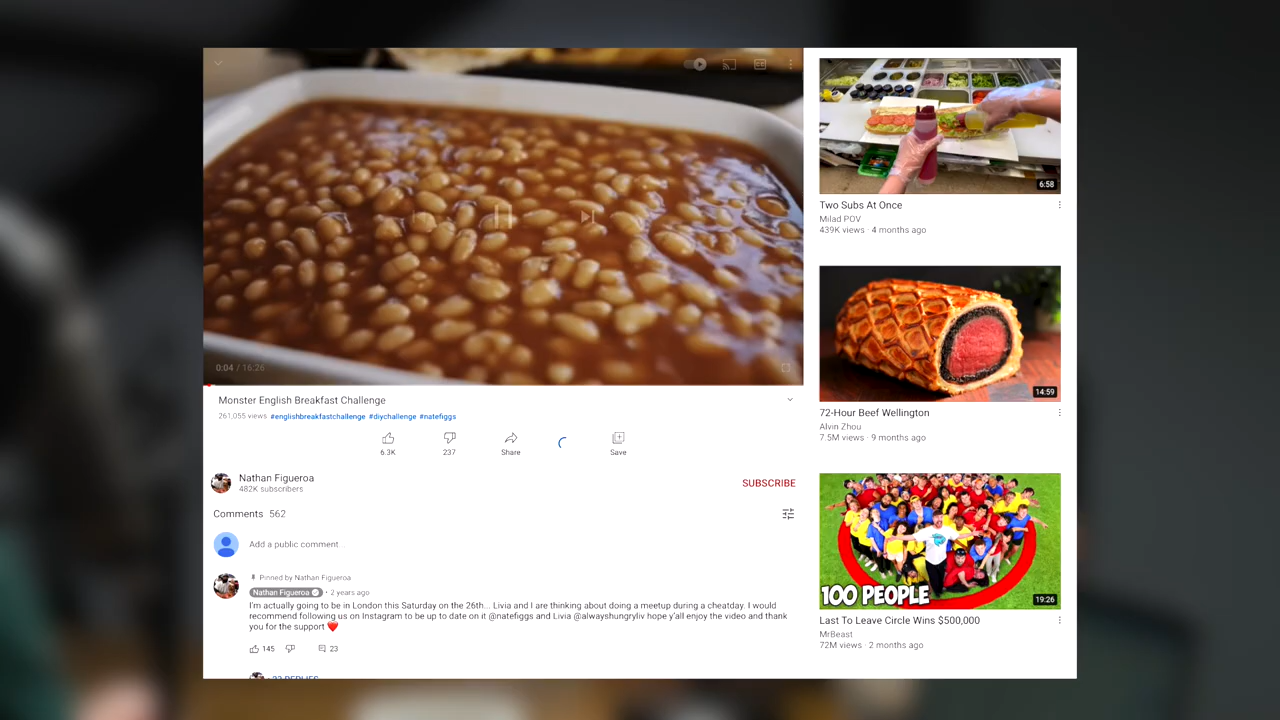 0:04 / 16:26
Monster English Breakfast Challenge
261,055 views #englishbreakfastchallenge #diychallenge #natefiggs
6.3K
237
Share
Save
Nathan Figueroa
482K subscribers
SUBSCRIBE
Comments 562
Add a public comment...
Pinned by Nathan Figueroa
Nathan Figueroa • 2 years ago
I'm actually going to be in London this Saturday on the 26th... Livia and I are thinking about doing a meetup during a cheatday. I would
recommend following us on Instagram to be up to date on it @natefiggs and Livia @alwayshungryliv hope y'all enjoy the video and thank
you for the support ❤️
145
23
23 REPLIES
6:58
Two Subs At Once
Milad POV
439K views · 4 months ago
14:59
72-Hour Beef Wellington
Alvin Zhou
7.5M views · 9 months ago
100 PEOPLE
19:26
Last To Leave Circle Wins $500,000
MrBeast
72M views · 2 months ago